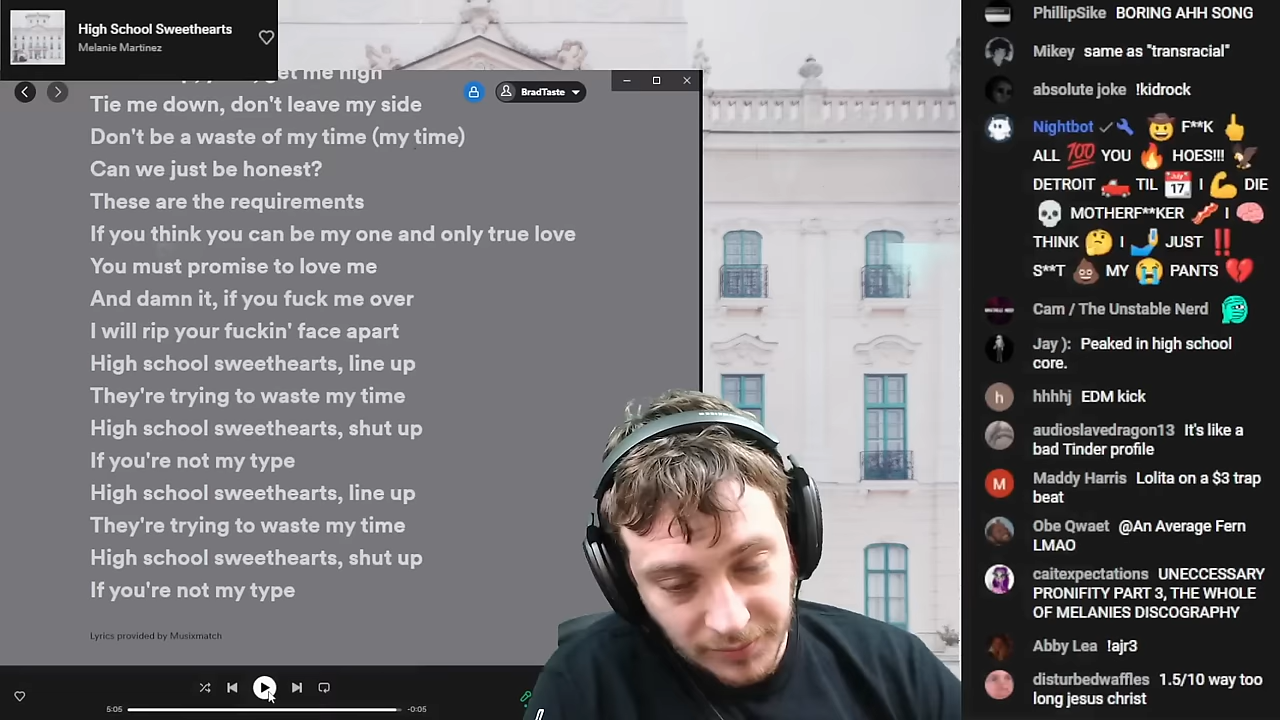 High School Sweethearts
Melanie Martinez
get me high
BradTaste
Tie me down, don't leave my side
Don't be a waste of my time (my time)
Can we just be honest?
These are the requirements
If you think you can be my one and only true love
You must promise to love me
And damn it, if you fuck me over
I will rip your fuckin' face apart
High school sweethearts, line up
They're trying to waste my time
High school sweethearts, shut up
If you're not my type
High school sweethearts, line up
They're trying to waste my time
High school sweethearts, shut up
If you're not my type
Lyrics provided by Musixmatch
5:05
-0:05
PhillipSike BORING AHH SONG
Mikey same as "transracial"
absolute joke !kidrock
Nightbot 🤠 F**K 🖕
ALL 💯 YOU 🔥 HOES!!! 🦅
DETROIT 🛻 TIL 📅 I 💪 DIE
💀 MOTHERF**KER 🥓 I 🧠
THINK 🤔 I 🤳 JUST ‼️
S**T 💩 MY 😭 PANTS 💔
Cam / The Unstable Nerd
Jay ): Peaked in high school
core.
hhhhj EDM kick
audioslavedragon13 It's like a
bad Tinder profile
Maddy Harris Lolita on a $3 trap
beat
Obe Qwaet @An Average Fern
LMAO
caitexpectations UNECCESSARY
PRONIFITY PART 3, THE WHOLE
OF MELANIES DISCOGRAPHY
Abby Lea !ajr3
disturbedwaffles 1.5/10 way too
long jesus christ